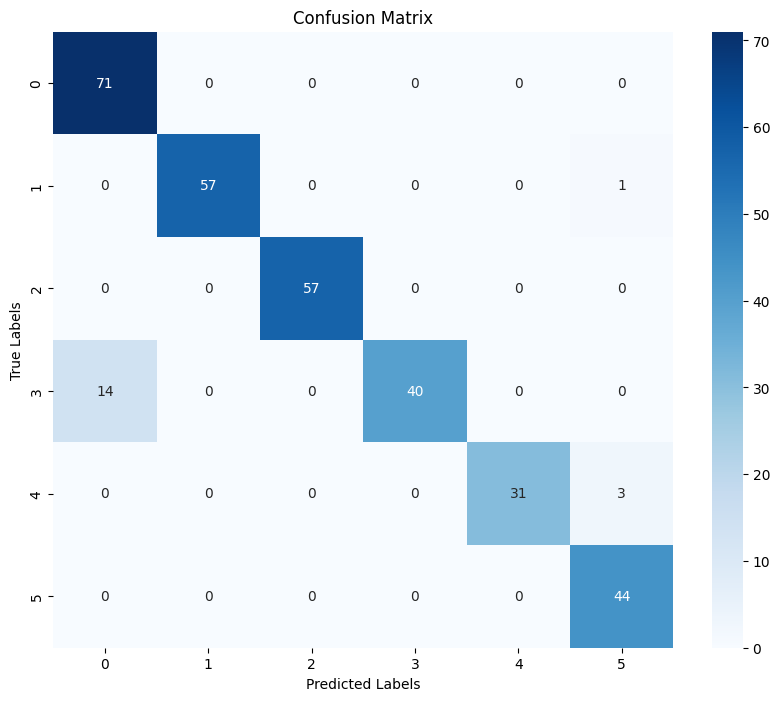 Confusion Matrix
True Labels
0 71 0 0 0 0 0
1 0 57 0 0 0 1
2 0 0 57 0 0 0
3 14 0 0 40 0 0
4 0 0 0 0 31 3
5 0 0 0 0 0 44
0 1 2 3 4 5
Predicted Labels
70
60
50
40
30
20
10
0